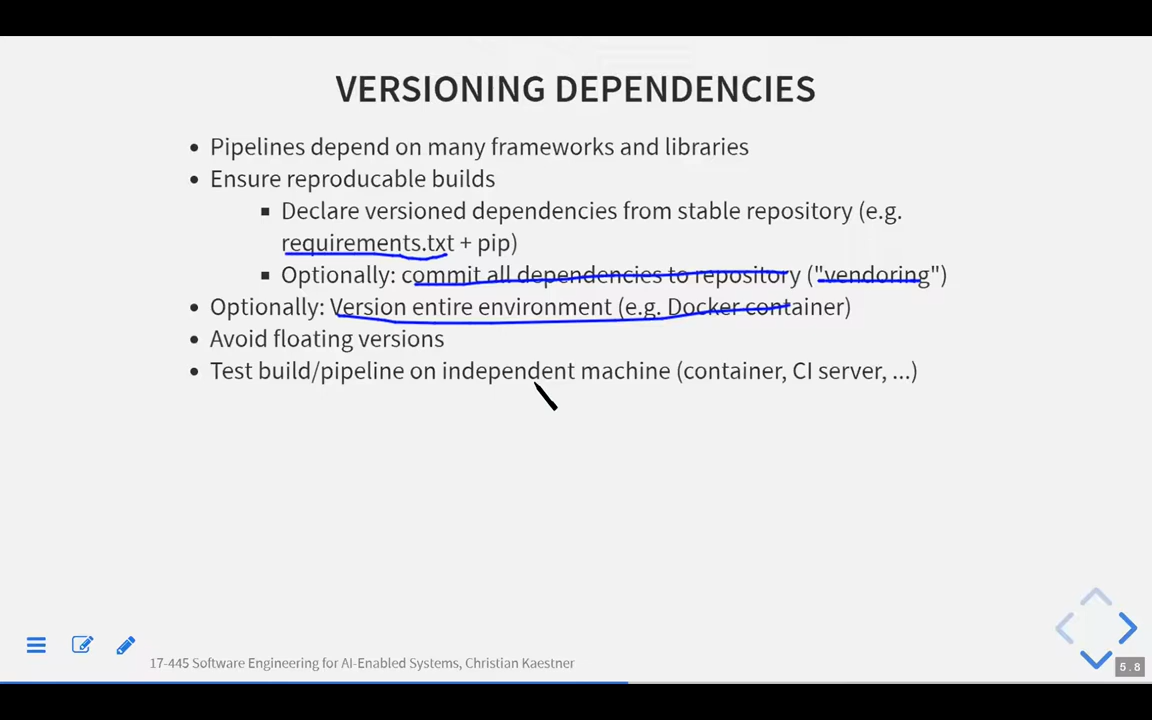 VERSIONING DEPENDENCIES
• Pipelines depend on many frameworks and libraries
• Ensure reproducable builds
▪ Declare versioned dependencies from stable repository (e.g.
requirements.txt + pip)
▪ Optionally: commit all dependencies to repository ("vendoring")
• Optionally: Version entire environment (e.g. Docker container)
• Avoid floating versions
• Test build/pipeline on independent machine (container, CI server, ...)
17-445 Software Engineering for AI-Enabled Systems, Christian Kaestner
5.8